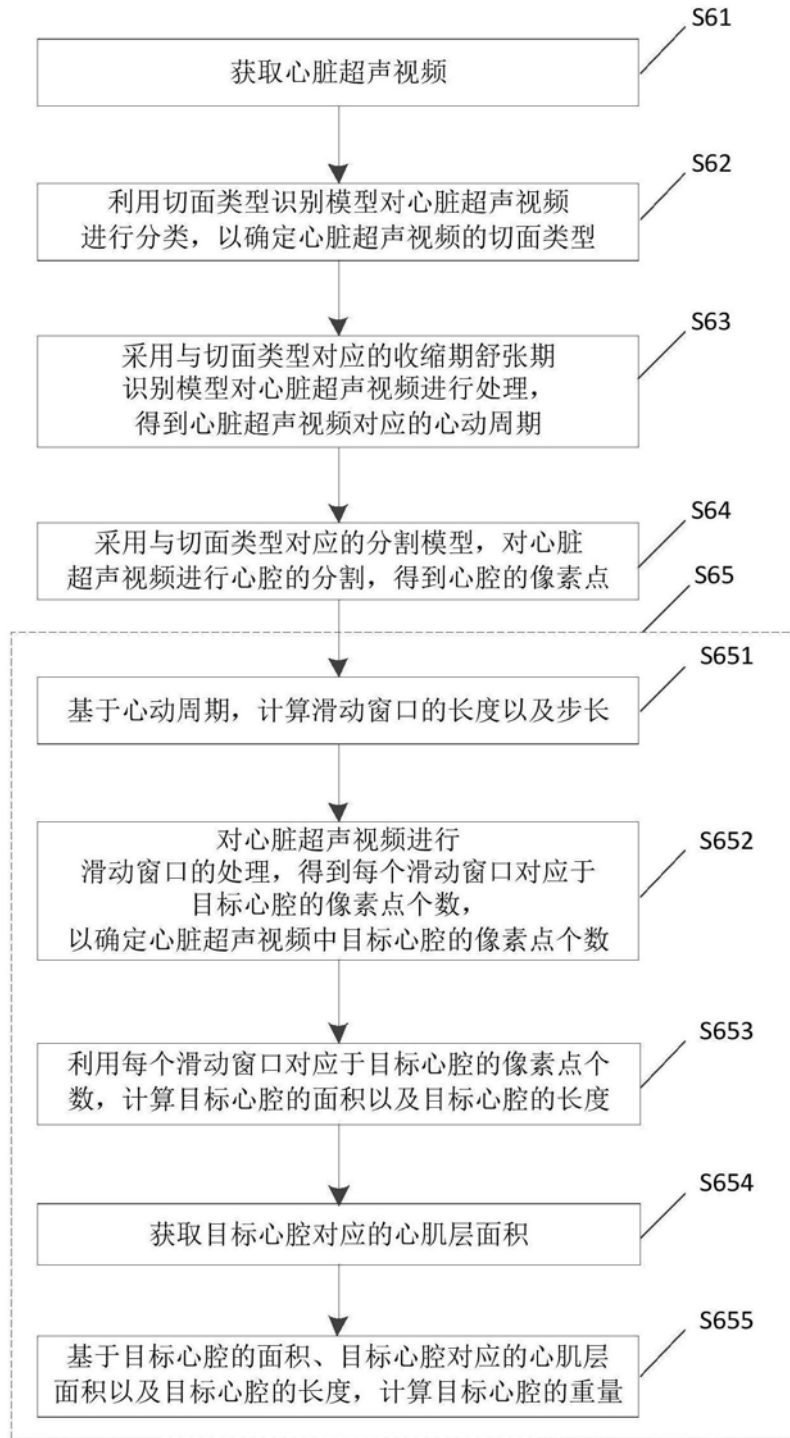 S61
获取心脏超声视频
S62
利用切面类型识别模型对心脏超声视频
进行分类，以确定心脏超声视频的切面类型
S63
采用与切面类型对应的收缩期舒张期
识别模型对心脏超声视频进行处理，
得到心脏超声视频对应的心动周期
S64
采用与切面类型对应的分割模型，对心脏
超声视频进行心腔的分割，得到心腔的像素点
S65
S651
基于心动周期，计算滑动窗口的长度以及步长
S652
对心脏超声视频进行
滑动窗口的处理，得到每个滑动窗口对应于
目标心腔的像素点个数，
以确定心脏超声视频中目标心腔的像素点个数
S653
利用每个滑动窗口对应于目标心腔的像素点个
数，计算目标心腔的面积以及目标心腔的长度
S654
获取目标心腔对应的心肌层面积
S655
基于目标心腔的面积、目标心腔对应的心肌层
面积以及目标心腔的长度，计算目标心腔的重量